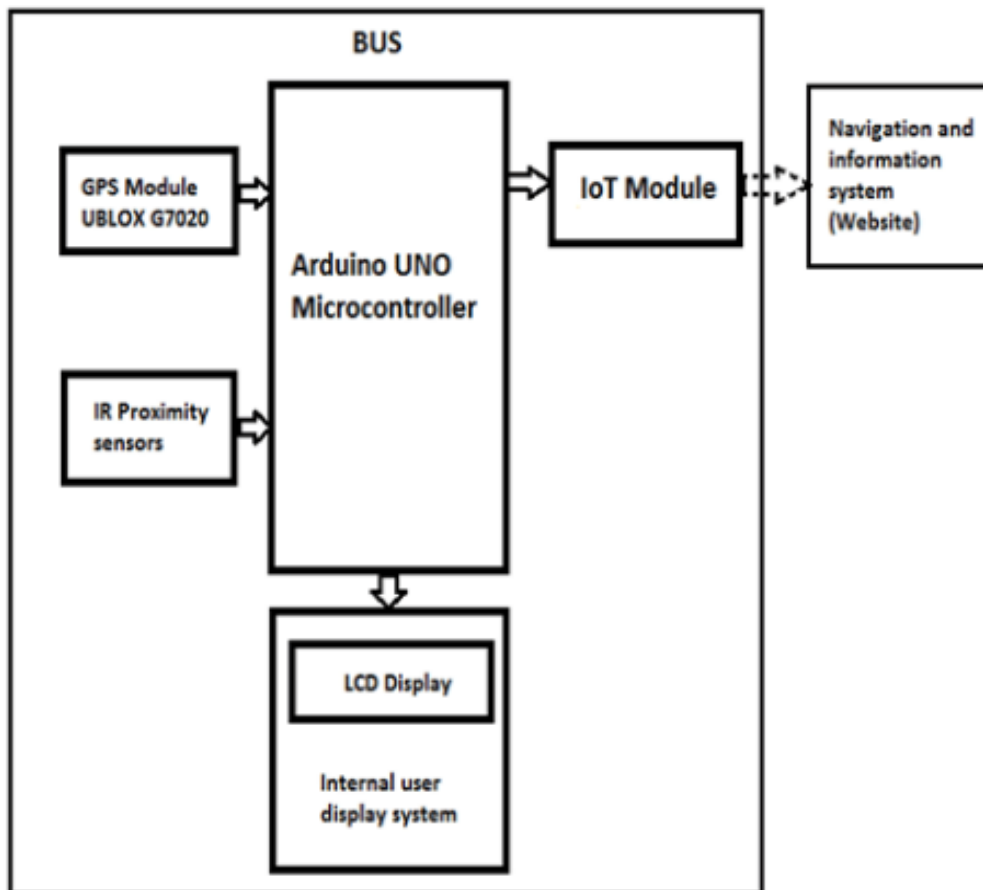 BUS
GPS Module
UBLOX G7020
Arduino UNO
Microcontroller
IoT Module
Navigation and
information
system
(Website)
IR Proximity
sensors
LCD Display
Internal user
display system